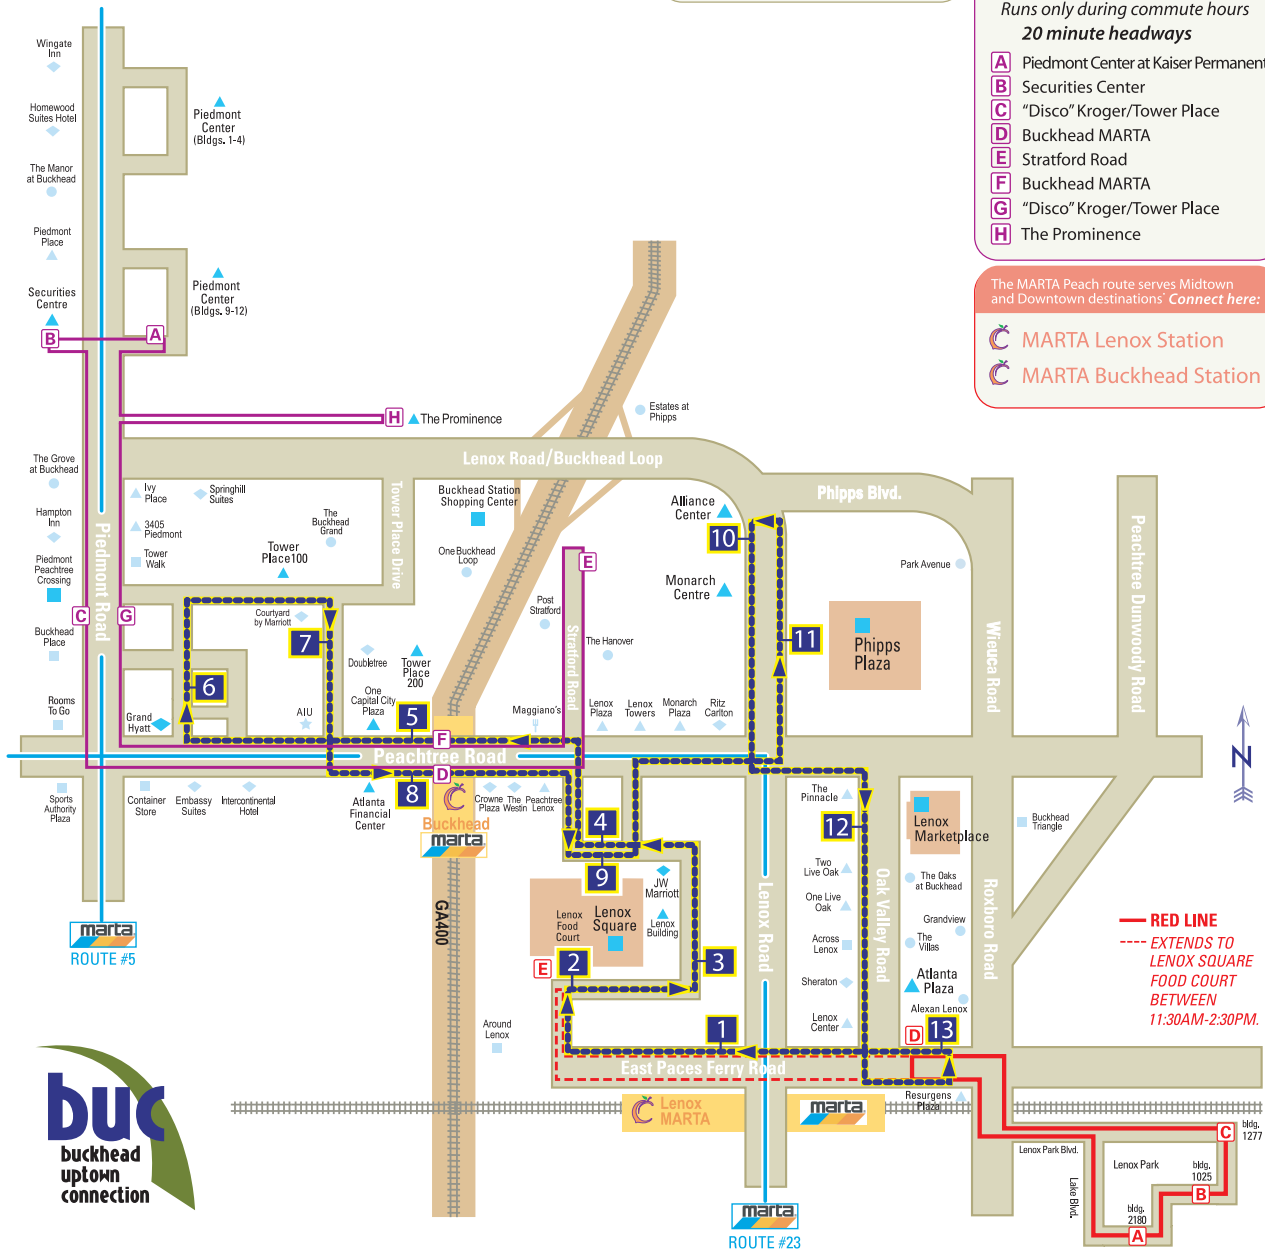 Runs only during commute hours
20 minute headways
A Piedmont Center at Kaiser Permanent
B Securities Center
C "Disco" Kroger/Tower Place
D Buckhead MARTA
E Stratford Road
F Buckhead MARTA
G "Disco" Kroger/Tower Place
H The Prominence
The MARTA Peach route serves Midtown
and Downtown destinations' Connect here:
MARTA Lenox Station
MARTA Buckhead Station
Wingate
Inn
Homewood
Suites Hotel
The Manor
at Buckhead
Piedmont
Place
Securities
Centre
Piedmont
Center
(Bldgs. 1-4)
Piedmont
Center
(Bldgs. 9-12)
B
A
H
The Prominence
Estates at
Phipps
Lenox Road/Buckhead Loop
Phipps Blvd.
The Grove
at Buckhead
Hampton
Inn
Piedmont
Peachtree
Crossing
Buckhead
Place
Rooms
To Go
Sports
Authority
Plaza
Piedmont Road
C
G
Ivy
Place
3405
Piedmont
Tower
Walk
Springhill
Suites
The
Buckhead
Grand
Tower
Place100
Tower Place Drive
Buckhead Station
Shopping Center
One Buckhead
Loop
Courtyard
by Marriott
7
6
Doubletree
Tower
Place
200
One
Capital City
Plaza
AIU
Grand
Hyatt
5
F
Peachtree Road
D
8
Post
Stratford
E
Stratford Road
The Hanover
Maggiano's
Lenox
Plaza
Lenox
Towers
Monarch
Plaza
Ritz
Carlton
Alliance
Center
10
Monarch
Centre
11
Phipps
Plaza
Park Avenue
Wieuca Road
Peachtree Dunwoody Road
N
Container
Store
Embassy
Suites
Intercontinental
Hotel
Atlanta
Financial
Center
Buckhead
marta
Crowne
Plaza
The
Westin
Peachtree
Lenox
4
9
JW
Marriott
Lenox
Building
Lenox
Food
Court
Lenox
Square
E
2
3
1
GA400
Around
Lenox
Lenox Road
The
Pinnacle
12
Two
Live Oak
One Live
Oak
Across
Lenox
Sheraton
Lenox
Center
Oak Valley Road
Lenox
Marketplace
The Oaks
at Buckhead
Grandview
The
Villas
Atlanta
Plaza
Alexan Lenox
D
13
Roxboro Road
Buckhead
Triangle
RED LINE
EXTENDS TO
LENOX SQUARE
FOOD COURT
BETWEEN
11:30AM-2:30PM.
East Paces Ferry Road
Resurgens
Plaza
Lenox
MARTA
marta
marta
ROUTE #5
marta
ROUTE #23
Lenox Park Blvd.
Lake Blvd.
Lenox Park
bldg.
1277
C
bldg.
1025
B
bldg.
2180
A
buc
buckhead
uptown
connection